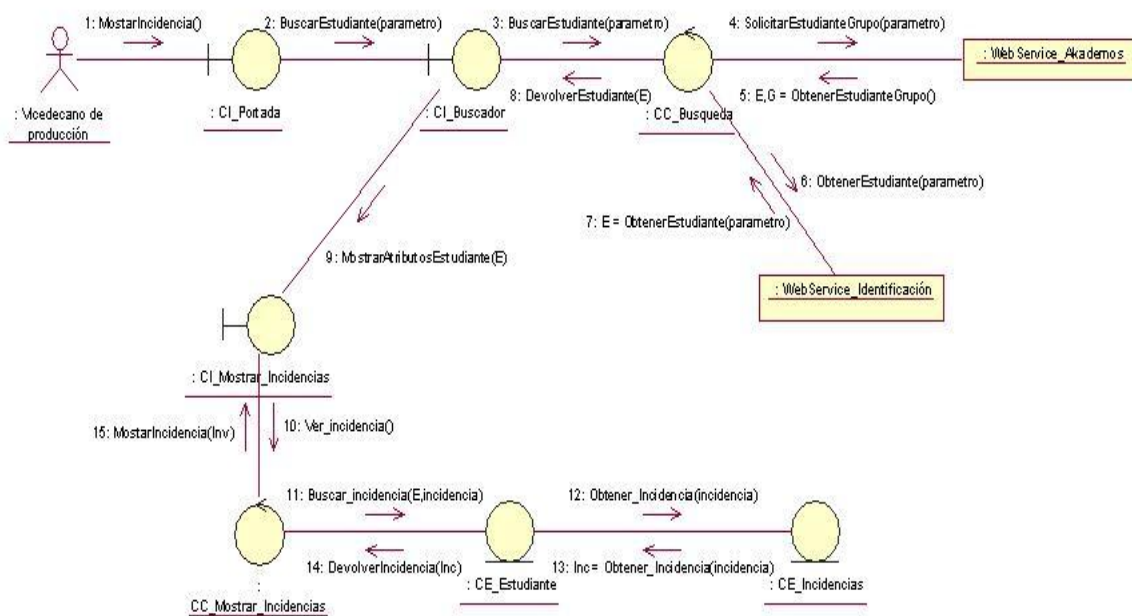 1: MostarIncidencia()
2: BuscarEstudiante(parametro)
3: BuscarEstudiante(parametro)
4: SolicitarEstudianteGrupo(parametro)
: Vicedecano de
producción
: CI_Portada
: CI_Buscador
8: DevolverEstudiante(E)
: CC_Busqueda
5: E,G = ObtenerEstudianteGrupo()
: WebService_Akademos
6: ObtenerEstudiante(parametro)
7: E = ObtenerEstudiante(parametro)
: WebService_Identificación
9: MostrarAtributosEstudiante(E)
: CI_Mostrar_Incidencias
15: MostarIncidencia(Inv)
10: Ver_incidencia()
11: Buscar_incidencia(E,incidencia)
12: Obtener_Incidencia(incidencia)
14: DevolverIncidencia(Inc)
13: Inc = Obtener_Incidencia(incidencia)
:
CC_Mostrar_Incidencias
: CE_Estudiante
: CE_Incidencias